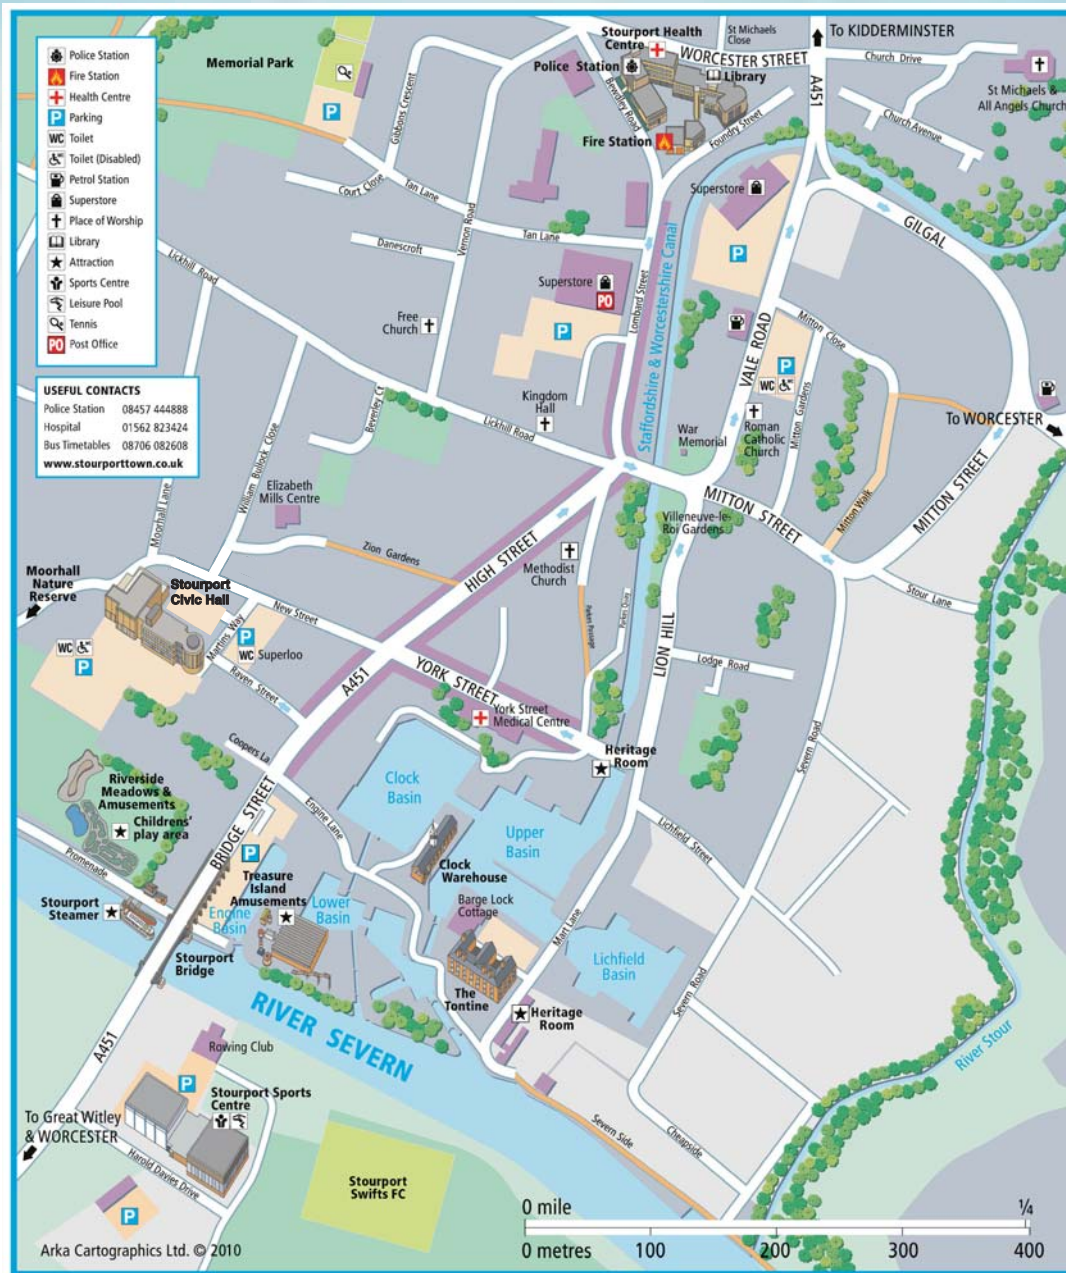 Police Station
Fire Station
Health Centre
Parking
Toilet
Toilet (Disabled)
Petrol Station
Superstore
Place of Worship
Library
Attraction
Sports Centre
Leisure Pool
Tennis
Post Office
P
WC
PO
USEFUL CONTACTS
Police Station 08457 444888
Hospital 01562 823424
Bus Timetables 08706 082608
www.stourporttown.co.uk
Memorial Park
P
Stourport Health
Centre
Police Station
Fire Station
WORCESTER STREET
Library
St Michaels
Close
To KIDDERMINSTER
Church Drive
St Michaels &
All Angels Church
Church Avenue
A451
Foundry Street
Bewdley Road
Gibbons Crescent
Court Close
Tan Lane
Tan Lane
Vernon Road
Danescroft
Lickhill Road
Superstore
P
GILGAL
Superstore
PO
P
Lombard Street
Staffordshire & Worcestershire Canal
Free
Church
Mitton Close
P
WC
VALE ROAD
Mitton Gardens
Kingdom
Hall
Lickhill Road
Beverley Ct
War
Memorial
Roman
Catholic
Church
To WORCESTER
MITTON STREET
MITTON STREET
Mitton Walk
Villeneuve-le-
Roi Gardens
William Bullock Close
Moorhall Lane
Elizabeth
Mills Centre
Zion Gardens
HIGH STREET
Methodist
Church
Parkes Passage
Parkes Quay
LION HILL
Lodge Road
Stour Lane
Moorhall
Nature
Reserve
Stourport
Civic Hall
New Street
Martins Way
P
WC Superloo
WC
P
Raven Street
A451
YORK STREET
York Street
Medical Centre
Heritage
Room
Severn Road
Coopers La
BRIDGE STREET
Engine Lane
Clock
Basin
Upper
Basin
Clock
Warehouse
Lichfield Street
Riverside
Meadows &
Amusements
Childrens'
play area
Promenade
P
Treasure
Island
Amusements
Engine
Basin
Lower
Basin
Barge Lock
Cottage
Mart Lane
Lichfield
Basin
Stourport
Steamer
Stourport
Bridge
The
Tontine
Heritage
Room
Severn Road
River Stour
RIVER SEVERN
A451
Rowing Club
P
Stourport Sports
Centre
To Great Witley
& WORCESTER
Harold Davies Drive
P
Stourport
Swifts FC
Severn Side
Cheapside
0 mile ¼
0 metres 100 200 300 400
Arka Cartographics Ltd. © 2010